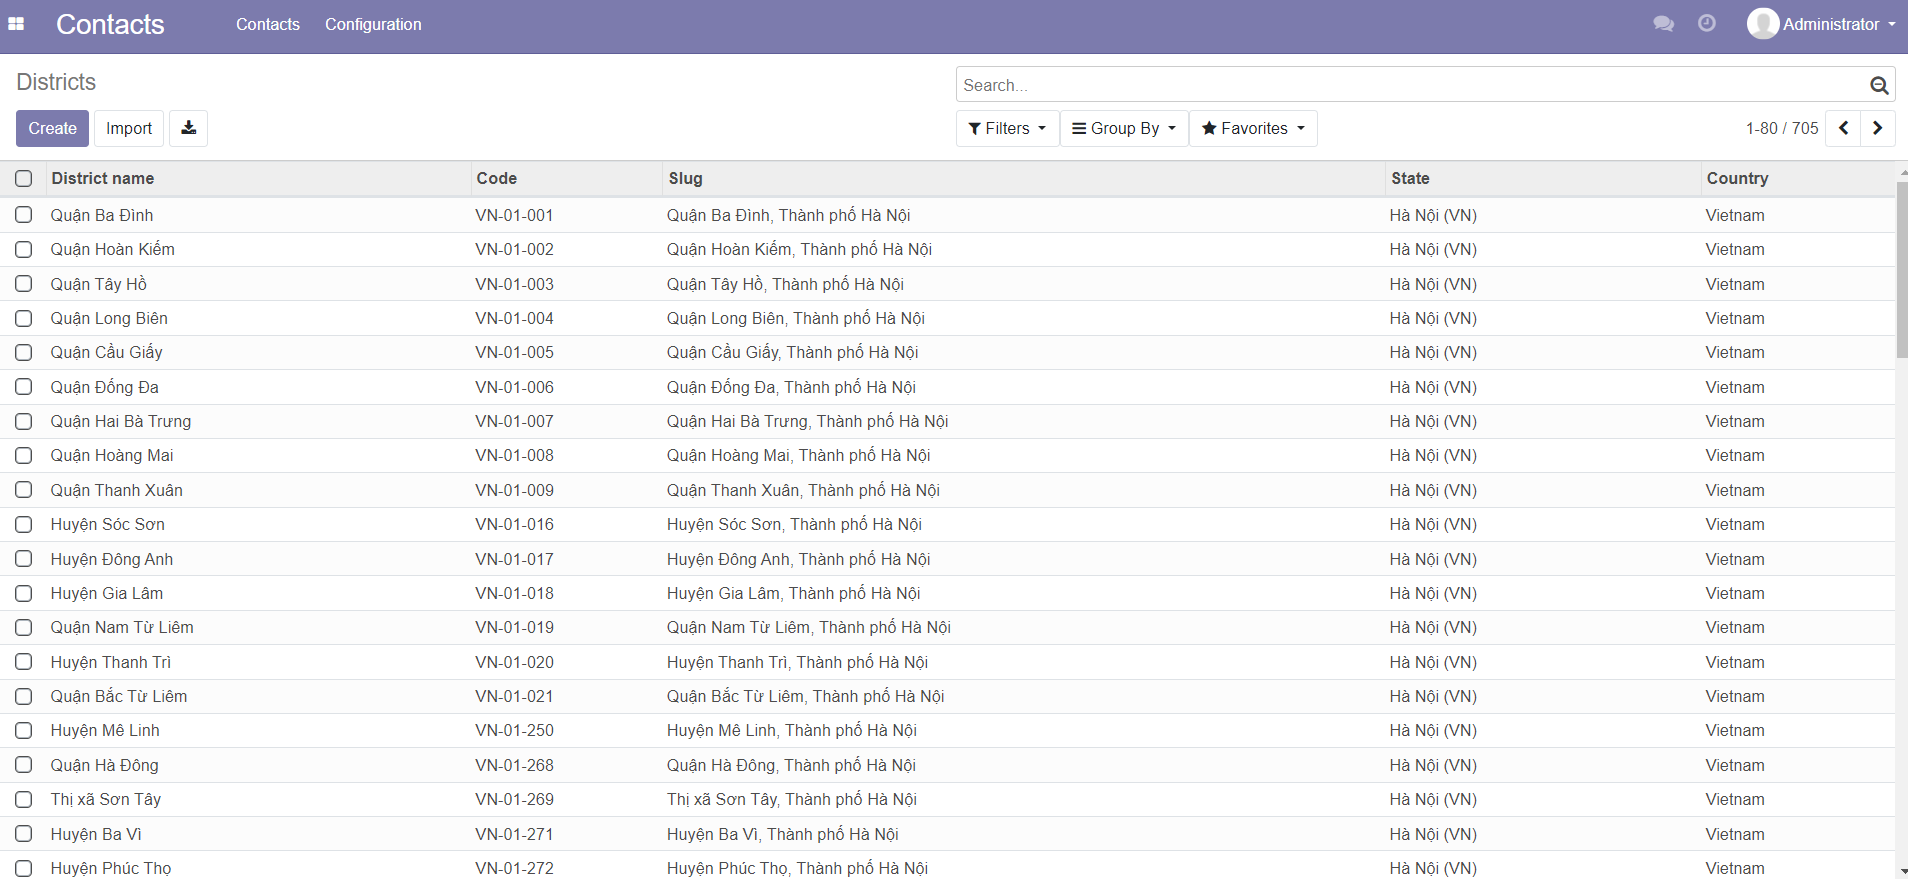 Contacts Contacts Configuration Administrator
Districts
Search...
Create Import Filters Group By Favorites 1-80 / 705
District name Code Slug State Country
Quận Ba Đình VN-01-001 Quận Ba Đình, Thành phố Hà Nội Hà Nội (VN) Vietnam
Quận Hoàn Kiếm VN-01-002 Quận Hoàn Kiếm, Thành phố Hà Nội Hà Nội (VN) Vietnam
Quận Tây Hồ VN-01-003 Quận Tây Hồ, Thành phố Hà Nội Hà Nội (VN) Vietnam
Quận Long Biên VN-01-004 Quận Long Biên, Thành phố Hà Nội Hà Nội (VN) Vietnam
Quận Cầu Giấy VN-01-005 Quận Cầu Giấy, Thành phố Hà Nội Hà Nội (VN) Vietnam
Quận Đống Đa VN-01-006 Quận Đống Đa, Thành phố Hà Nội Hà Nội (VN) Vietnam
Quận Hai Bà Trưng VN-01-007 Quận Hai Bà Trưng, Thành phố Hà Nội Hà Nội (VN) Vietnam
Quận Hoàng Mai VN-01-008 Quận Hoàng Mai, Thành phố Hà Nội Hà Nội (VN) Vietnam
Quận Thanh Xuân VN-01-009 Quận Thanh Xuân, Thành phố Hà Nội Hà Nội (VN) Vietnam
Huyện Sóc Sơn VN-01-016 Huyện Sóc Sơn, Thành phố Hà Nội Hà Nội (VN) Vietnam
Huyện Đông Anh VN-01-017 Huyện Đông Anh, Thành phố Hà Nội Hà Nội (VN) Vietnam
Huyện Gia Lâm VN-01-018 Huyện Gia Lâm, Thành phố Hà Nội Hà Nội (VN) Vietnam
Quận Nam Từ Liêm VN-01-019 Quận Nam Từ Liêm, Thành phố Hà Nội Hà Nội (VN) Vietnam
Huyện Thanh Trì VN-01-020 Huyện Thanh Trì, Thành phố Hà Nội Hà Nội (VN) Vietnam
Quận Bắc Từ Liêm VN-01-021 Quận Bắc Từ Liêm, Thành phố Hà Nội Hà Nội (VN) Vietnam
Huyện Mê Linh VN-01-250 Huyện Mê Linh, Thành phố Hà Nội Hà Nội (VN) Vietnam
Quận Hà Đông VN-01-268 Quận Hà Đông, Thành phố Hà Nội Hà Nội (VN) Vietnam
Thị xã Sơn Tây VN-01-269 Thị xã Sơn Tây, Thành phố Hà Nội Hà Nội (VN) Vietnam
Huyện Ba Vì VN-01-271 Huyện Ba Vì, Thành phố Hà Nội Hà Nội (VN) Vietnam
Huyện Phúc Thọ VN-01-272 Huyện Phúc Thọ, Thành phố Hà Nội Hà Nội (VN) Vietnam